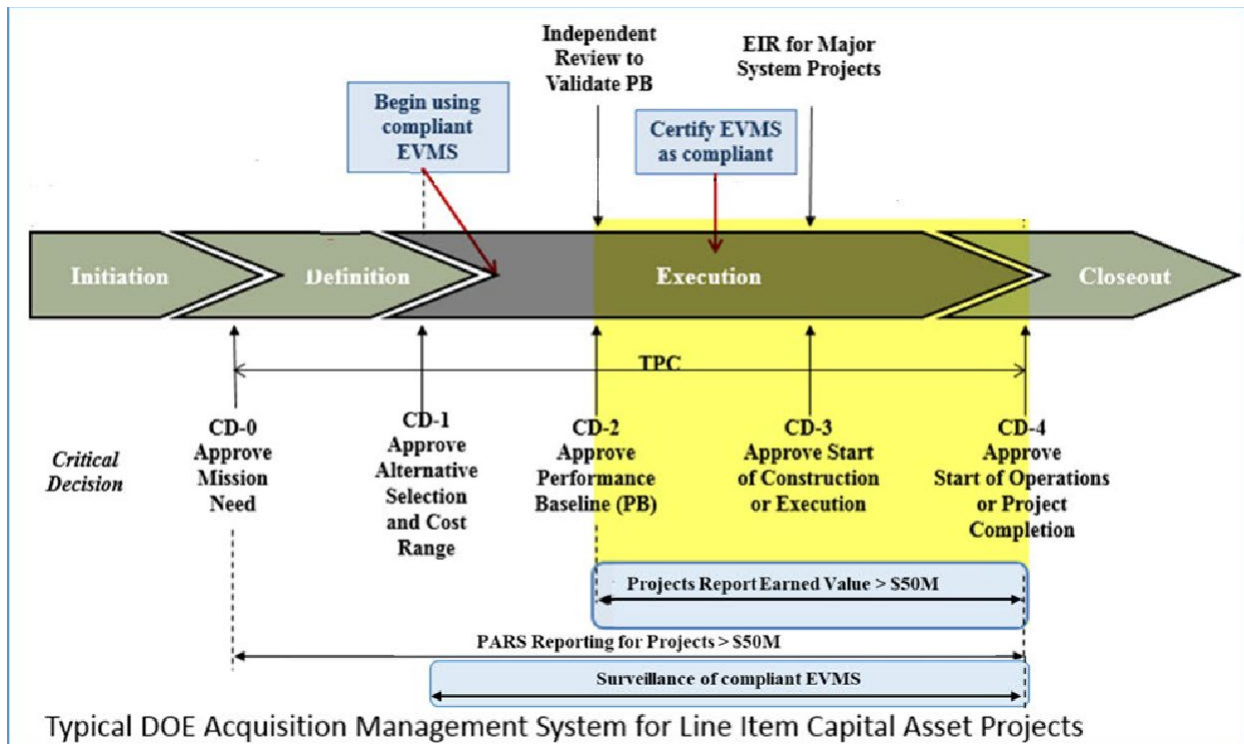 Independent
Review to
Validate PB
EIR for Major
System Projects
Begin using
compliant
EVMS
Certify EVMS
as compliant
Initiation
Definition
Execution
Closeout
TPC
Critical
Decision
CD-0
Approve
Mission
Need
CD-1
Approve
Alternative
Selection
and Cost
Range
CD-2
Approve
Performance
Baseline (PB)
CD-3
Approve Start
of Construction
or Execution
CD-4
Approve
Start of Operations
or Project
Completion
Projects Report Earned Value > $50M
PARS Reporting for Projects > $50M
Surveillance of compliant EVMS
Typical DOE Acquisition Management System for Line Item Capital Asset Projects